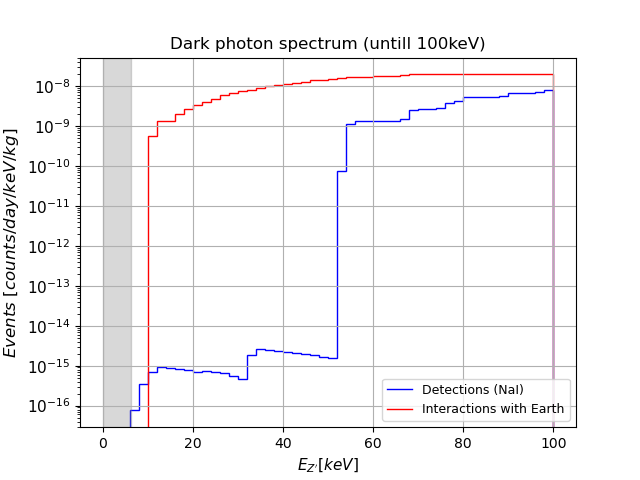 Dark photon spectrum (untill 100keV)
Events [counts/day/keV/kg]
10⁻⁸
10⁻⁹
10⁻¹⁰
10⁻¹¹
10⁻¹²
10⁻¹³
10⁻¹⁴
10⁻¹⁵
10⁻¹⁶
Detections (NaI)
Interactions with Earth
0 20 40 60 80 100
E_{Z'}[keV]